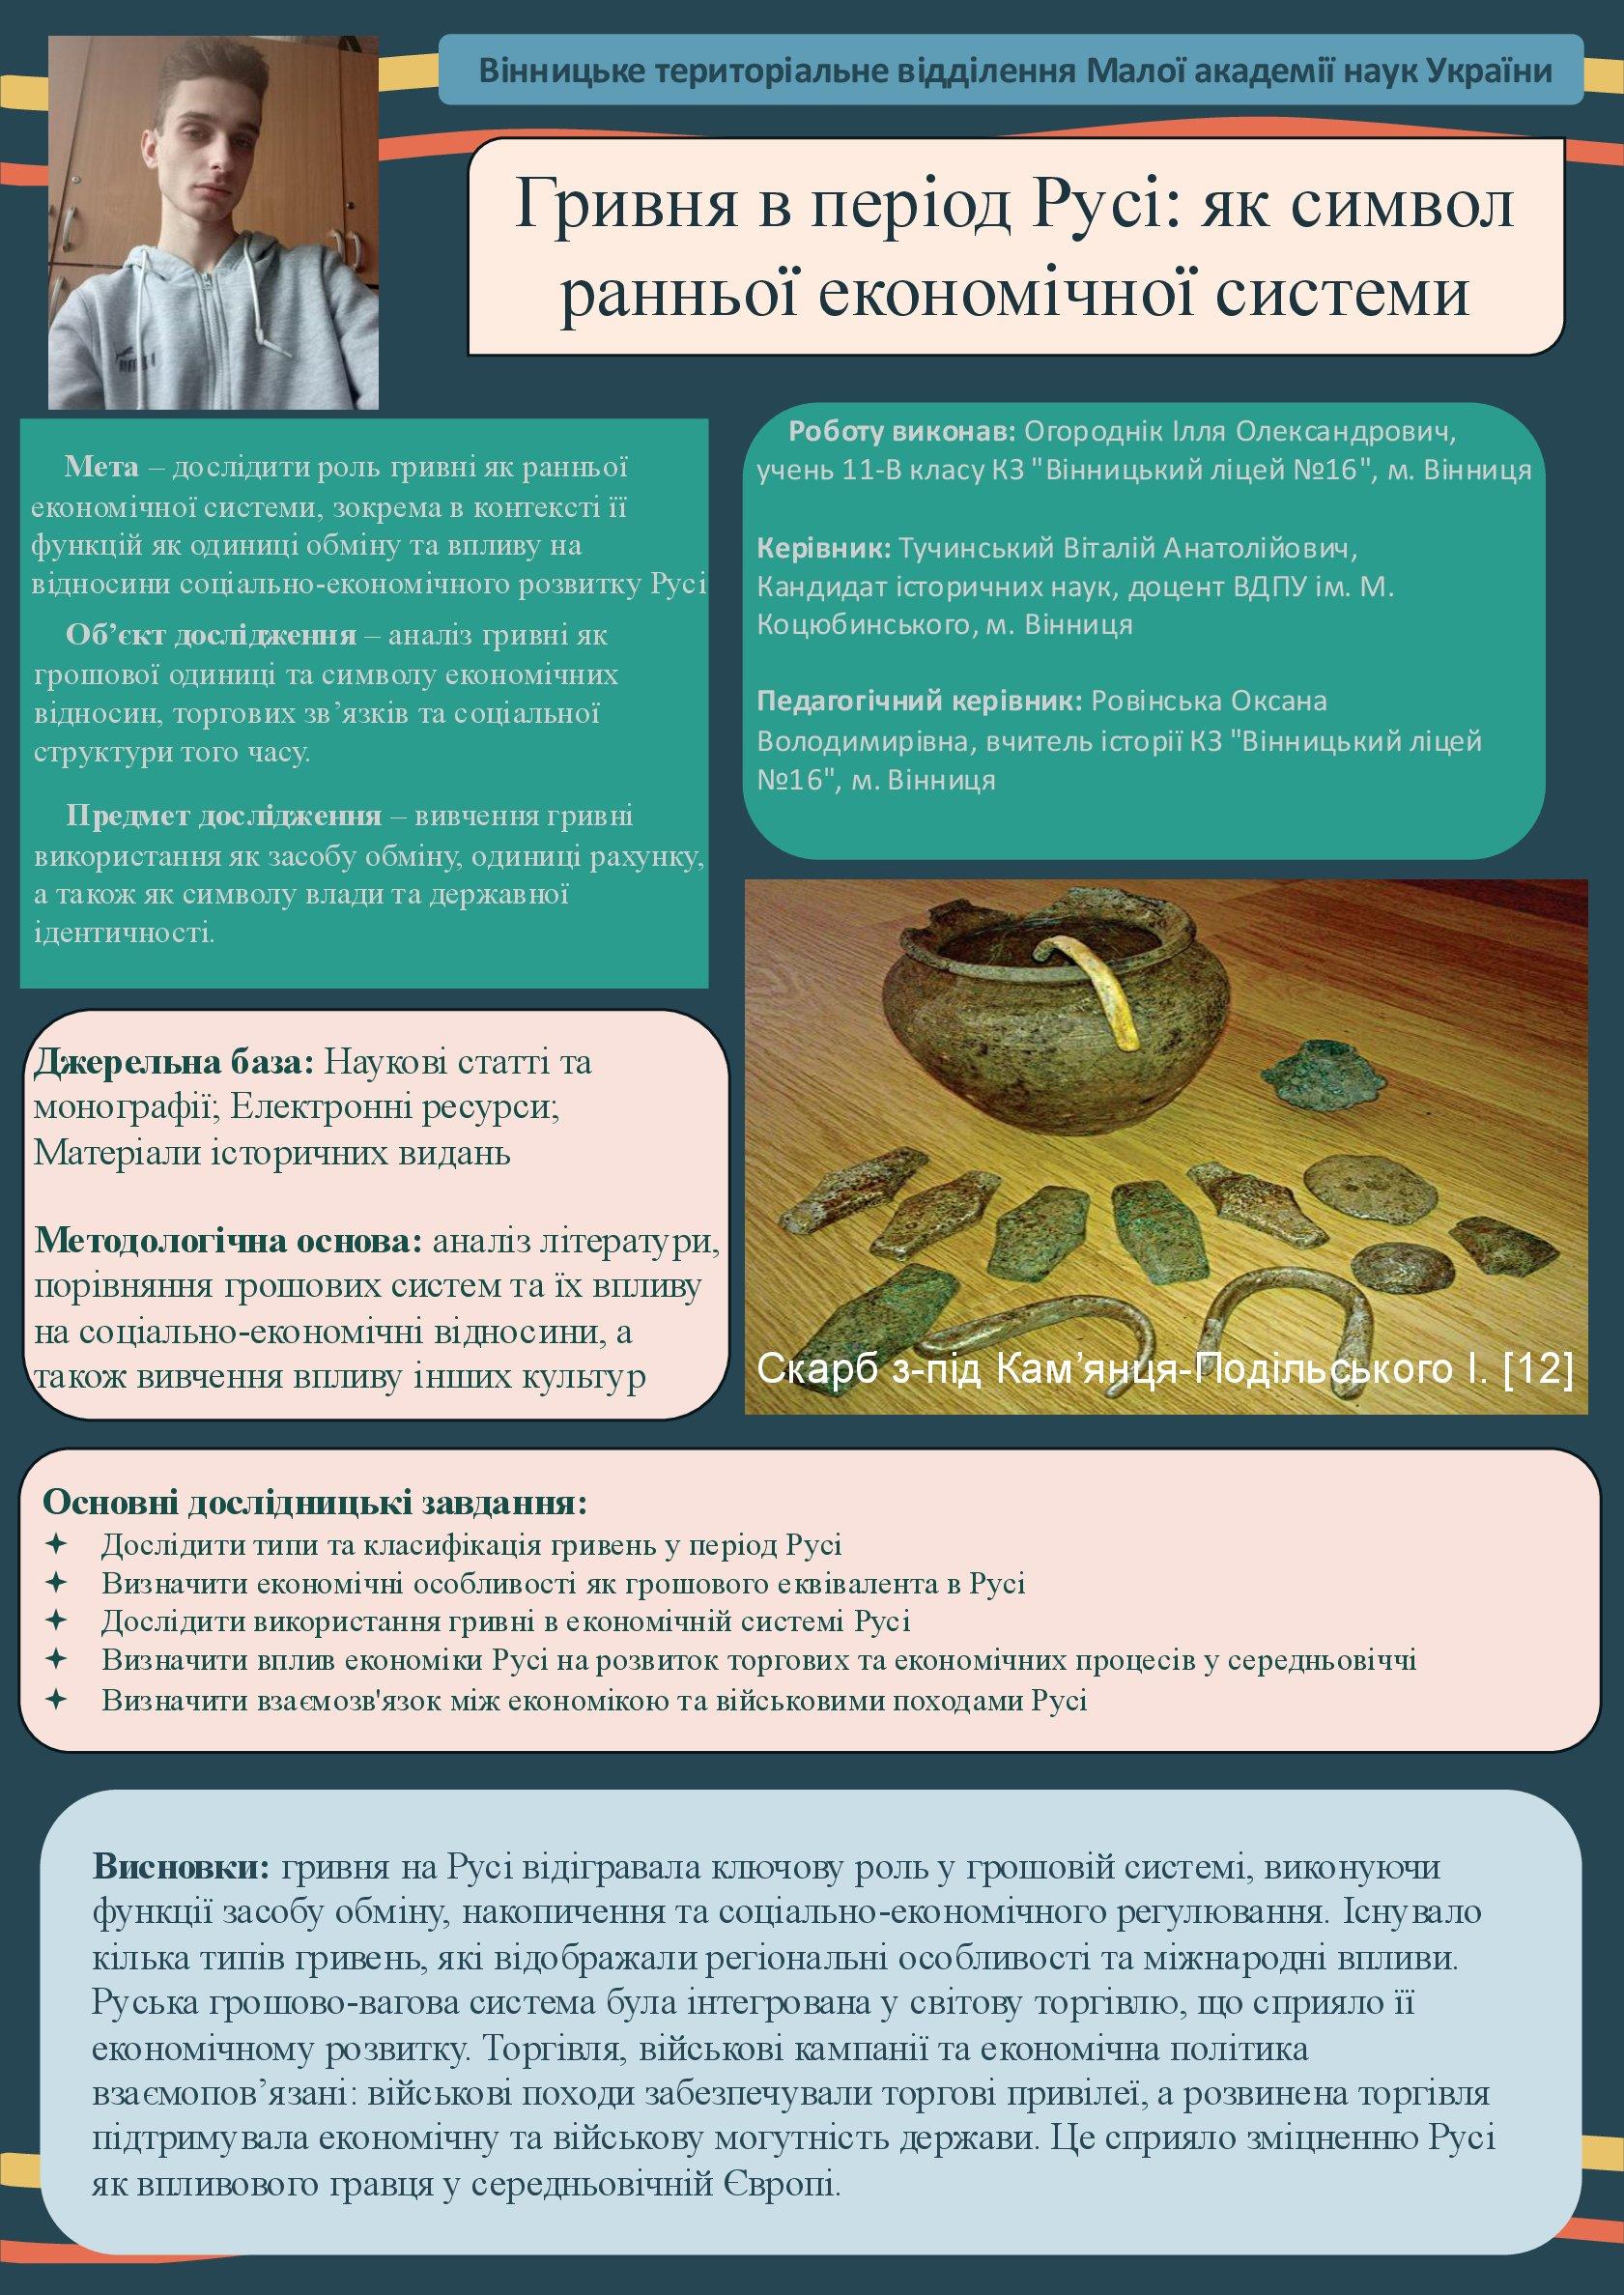 Вінницьке територіальне відділення Малої академії наук України
Гривня в період Русі: як символ
ранньої економічної системи
Мета – дослідити роль гривні як ранньої
економічної системи, зокрема в контексті її
функцій як одиниці обміну та впливу на
відносини соціально-економічного розвитку Русі
Об’єкт дослідження – аналіз гривні як
грошової одиниці та символу економічних
відносин, торгових зв’язків та соціальної
структури того часу.
Предмет дослідження – вивчення гривні
використання як засобу обміну, одиниці рахунку,
а також як символу влади та державної
ідентичності.
Роботу виконав: Огороднік Ілля Олександрович,
учень 11-В класу КЗ "Вінницький ліцей №16", м. Вінниця
Керівник: Тучинський Віталій Анатолійович,
Кандидат історичних наук, доцент ВДПУ ім. М.
Коцюбинського, м. Вінниця
Педагогічний керівник: Ровінська Оксана
Володимирівна, вчитель історії КЗ "Вінницький ліцей
№16", м. Вінниця
Джерельна база: Наукові статті та
монографії; Електронні ресурси;
Матеріали історичних видань
Методологічна основа: аналіз літератури,
порівняння грошових систем та їх впливу
на соціально-економічні відносини, а
також вивчення впливу інших культур
Скарб з-під Кам’янця-Подільського І. [12]
Основні дослідницькі завдання:
✦ Дослідити типи та класифікація гривень у період Русі
✦ Визначити економічні особливості як грошового еквівалента в Русі
✦ Дослідити використання гривні в економічній системі Русі
✦ Визначити вплив економіки Русі на розвиток торгових та економічних процесів у середньовіччі
✦ Визначити взаємозв'язок між економікою та військовими походами Русі
Висновки: гривня на Русі відігравала ключову роль у грошовій системі, виконуючи
функції засобу обміну, накопичення та соціально-економічного регулювання. Існувало
кілька типів гривень, які відображали регіональні особливості та міжнародні впливи.
Руська грошово-вагова система була інтегрована у світову торгівлю, що сприяло її
економічному розвитку. Торгівля, військові кампанії та економічна політика
взаємопов’язані: військові походи забезпечували торгові привілеї, а розвинена торгівля
підтримувала економічну та військову могутність держави. Це сприяло зміцненню Русі
як впливового гравця у середньовічній Європі.